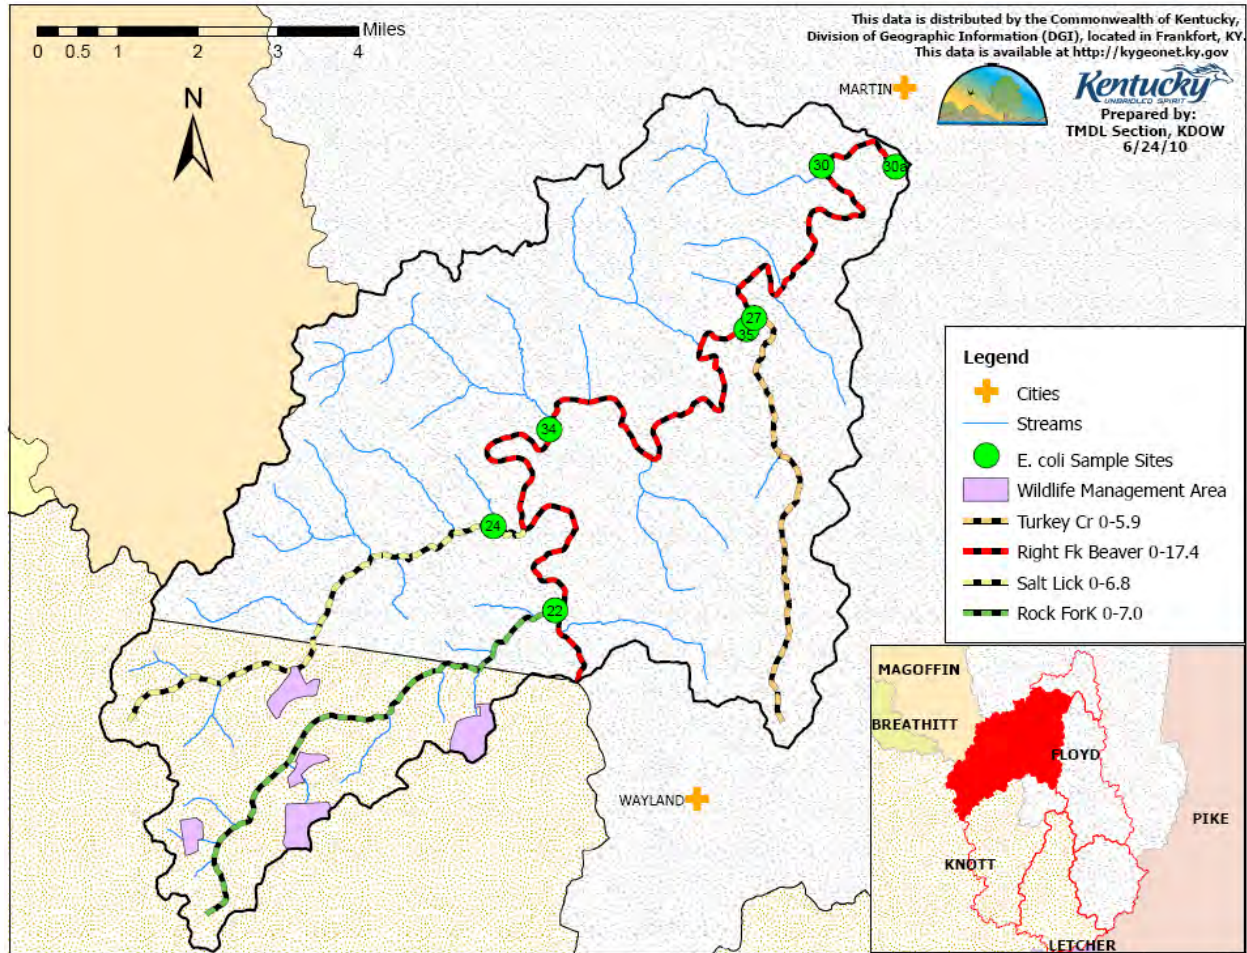 This data is distributed by the Commonwealth of Kentucky,
Division of Geographic Information (DGI), located in Frankfort, KY.
This data is available at http://kygeonet.ky.gov
Miles
0 0.5 1 2 3 4
N
MARTIN
Kentucky
UNBRIDLED SPIRIT
Prepared by:
TMDL Section, KDOW
6/24/10
30
30a
27
35
34
24
22
WAYLAND
Legend
Cities
Streams
E. coli Sample Sites
Wildlife Management Area
Turkey Cr 0-5.9
Right Fk Beaver 0-17.4
Salt Lick 0-6.8
Rock ForK 0-7.0
MAGOFFIN
BREATHITT
FLOYD
PIKE
KNOTT
LETCHER